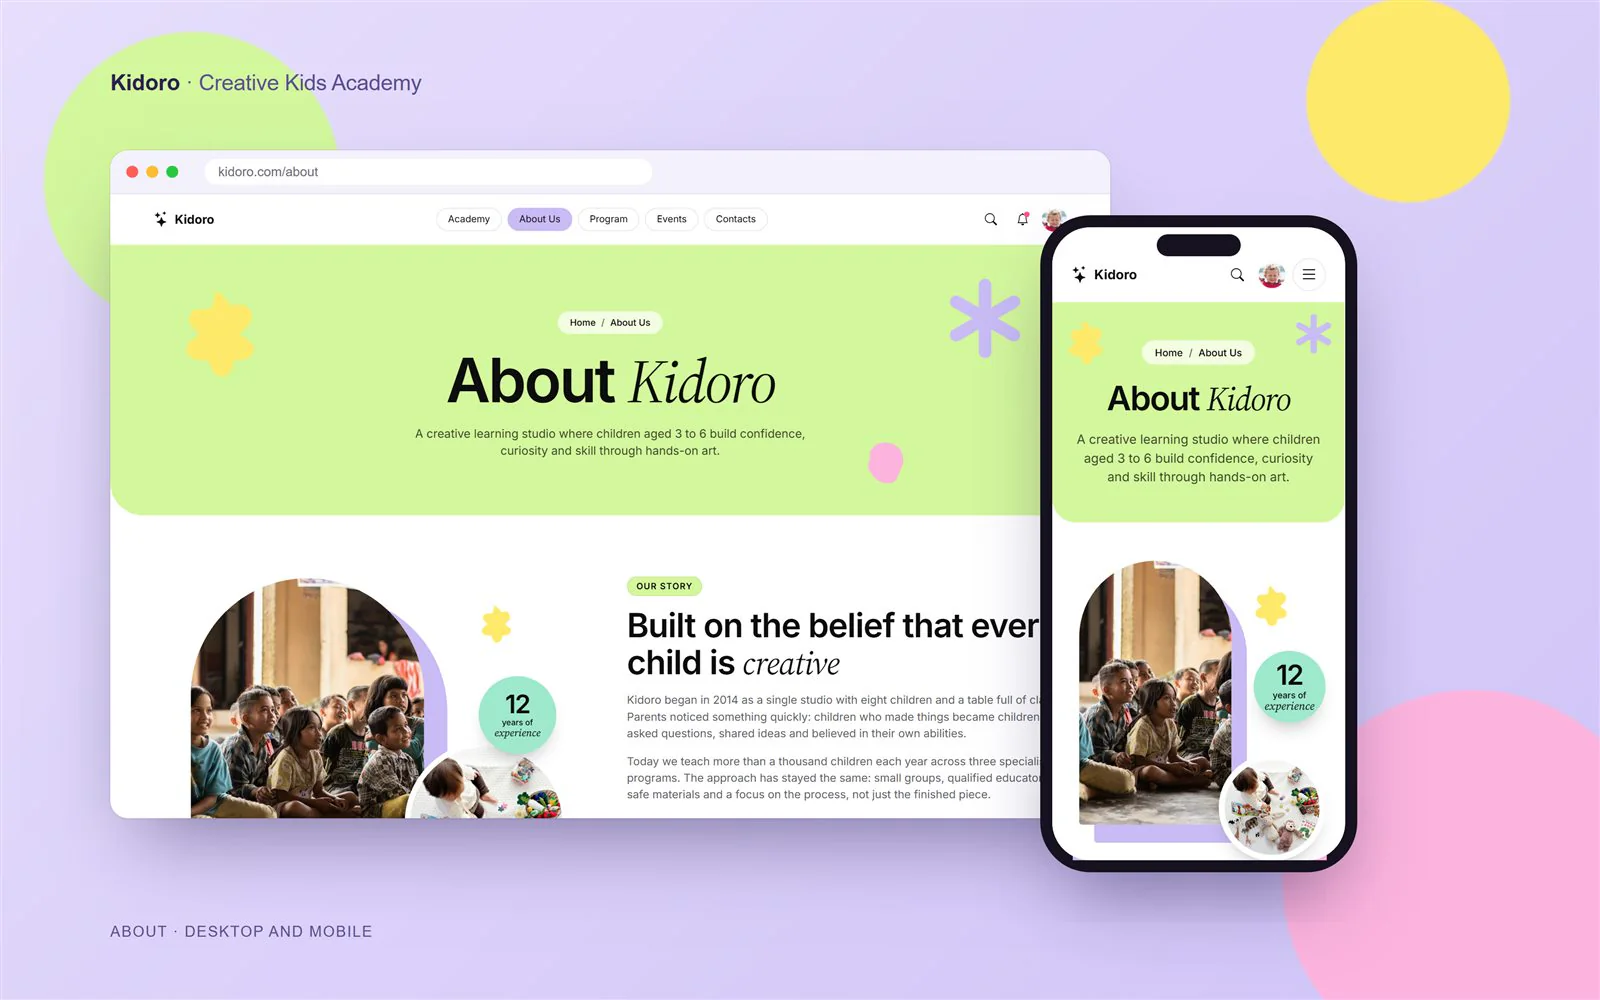 Kidoro · Creative Kids Academy
kidoro.com/about
Kidoro
Academy
About Us
Program
Events
Contacts
Home / About Us
About Kidoro
A creative learning studio where children aged 3 to 6 build confidence,
curiosity and skill through hands-on art.
12
years of
experience
OUR STORY
Built on the belief that ever
child is creative
Kidoro began in 2014 as a single studio with eight children and a table full of cl
Parents noticed something quickly: children who made things became children
asked questions, shared ideas and believed in their own abilities.
Today we teach more than a thousand children each year across three speciali
programs. The approach has stayed the same: small groups, qualified educator
safe materials and a focus on the process, not just the finished piece.
Kidoro
Home / About Us
About Kidoro
A creative learning studio where children
aged 3 to 6 build confidence, curiosity
and skill through hands-on art.
12
years of
experience
ABOUT · DESKTOP AND MOBILE